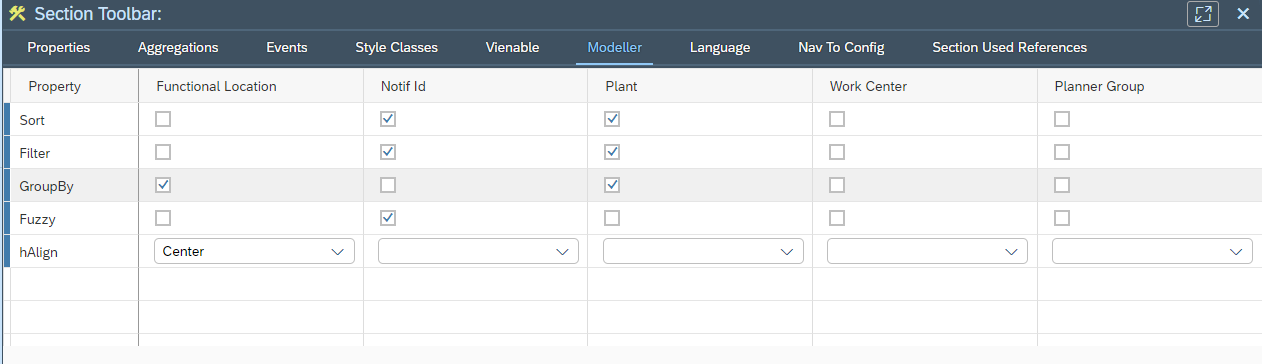 Section Toolbar:
Properties Aggregations Events Style Classes Vienable Modeller Language Nav To Config Section Used References
Property Functional Location Notif Id Plant Work Center Planner Group
Sort
Filter
GroupBy
Fuzzy
hAlign Center